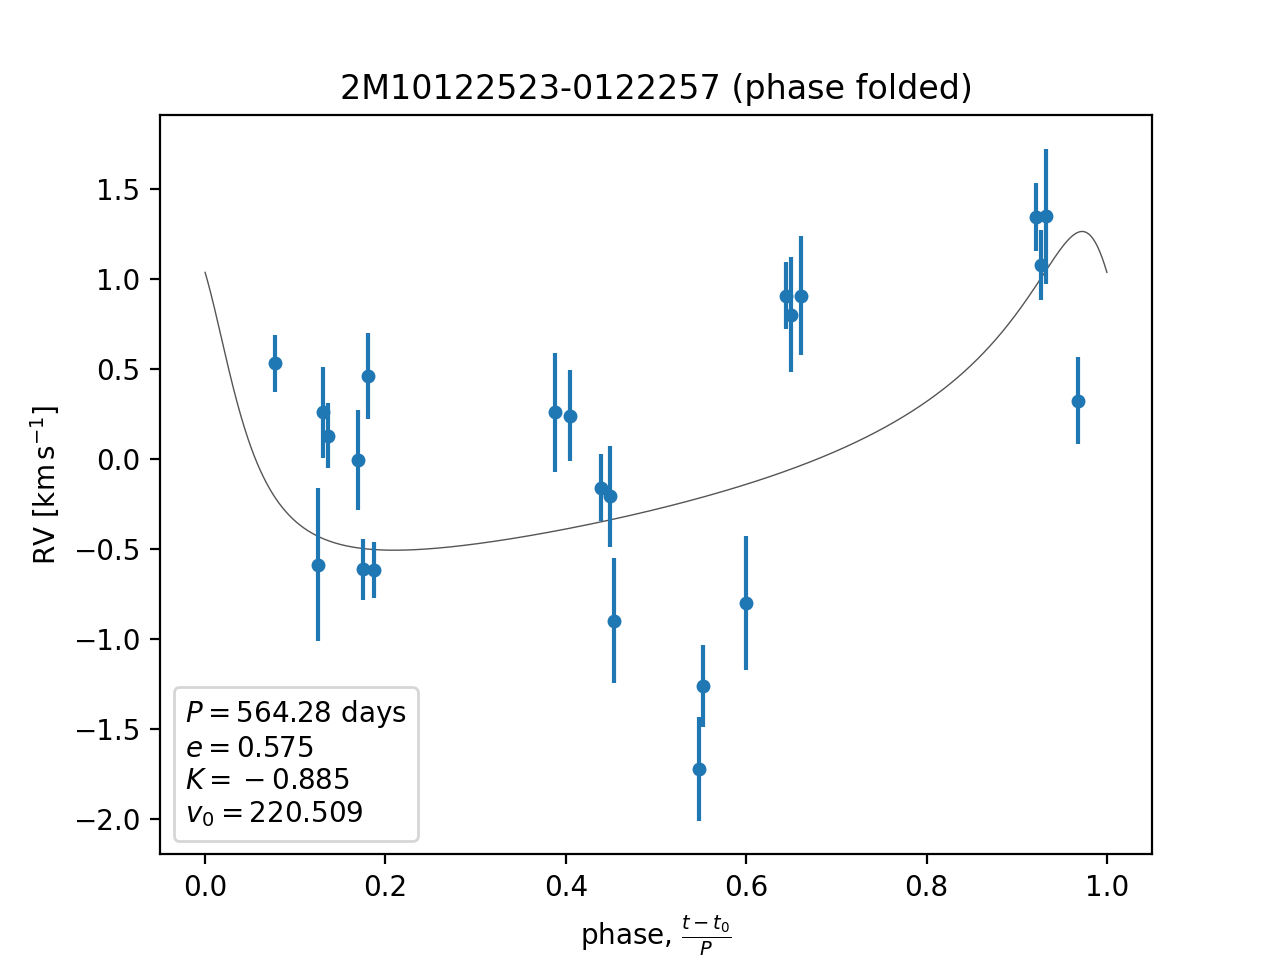 2M10122523-0122257 (phase folded)
RV [km s⁻¹]
1.5
1.0
0.5
0.0
−0.5
−1.0
−1.5
−2.0
P = 564.28 days
e = 0.575
K = −0.885
v₀ = 220.509
0.0 0.2 0.4 0.6 0.8 1.0
phase, (t − t₀)/P